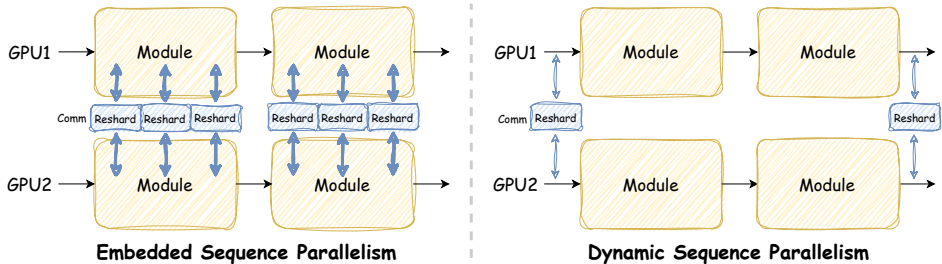 GPU1 Module Module
Comm Reshard Reshard Reshard Reshard Reshard Reshard
GPU2 Module Module
Embedded Sequence Parallelism
GPU1 Module Module
Comm Reshard Reshard
GPU2 Module Module
Dynamic Sequence Parallelism